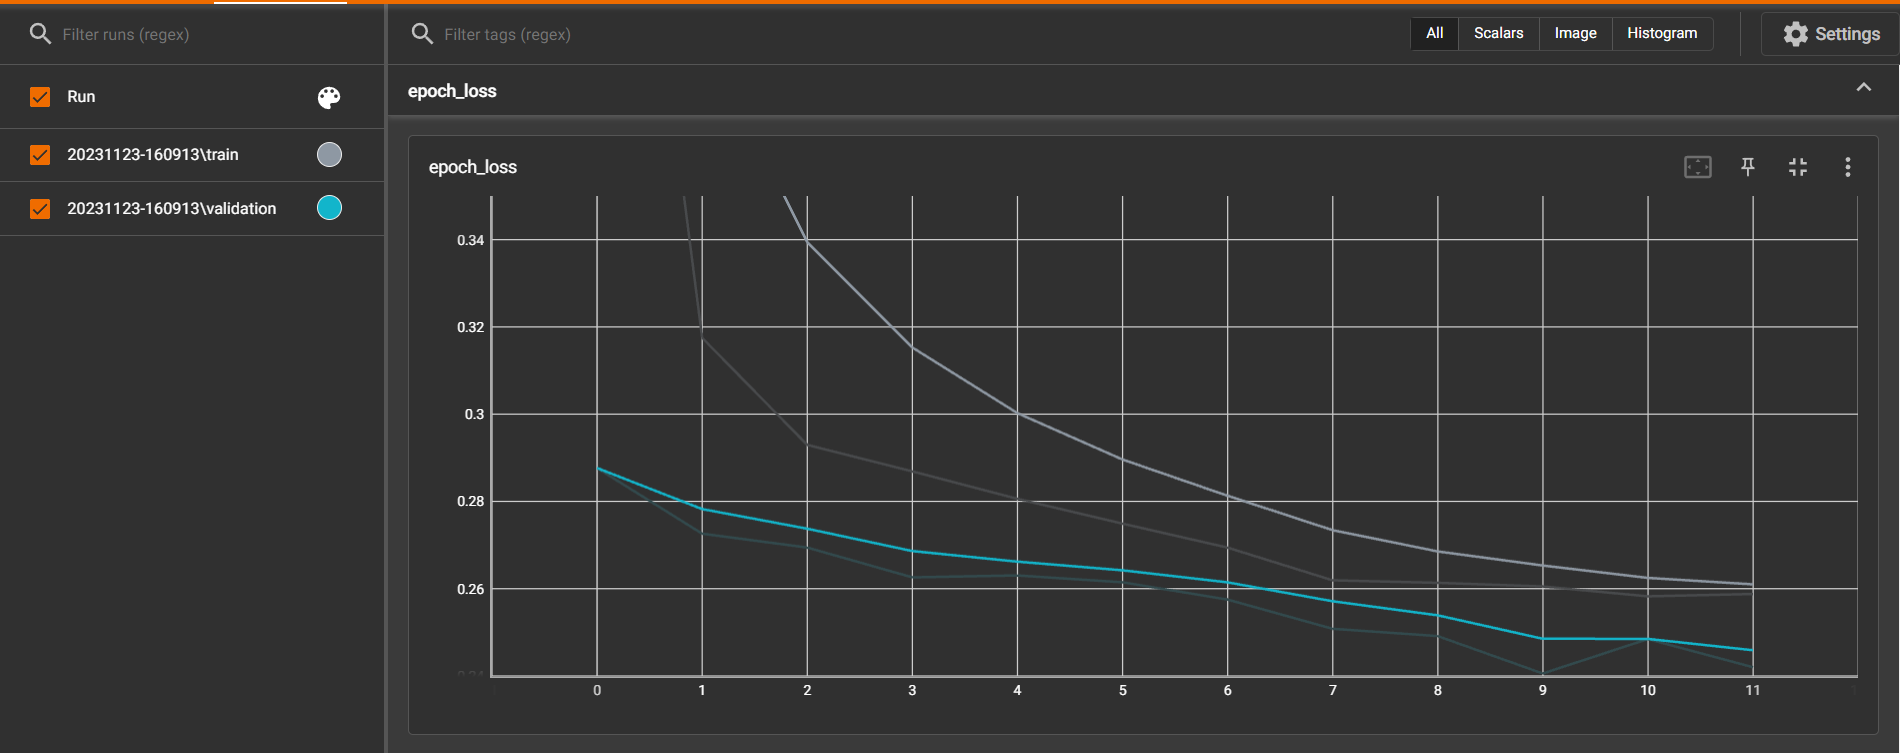 Filter runs (regex)
Filter tags (regex)
All
Scalars
Image
Histogram
Settings
Run
20231123-160913\train
20231123-160913\validation
epoch_loss
epoch_loss
0.34
0.32
0.3
0.28
0.26
0 1 2 3 4 5 6 7 8 9 10 11